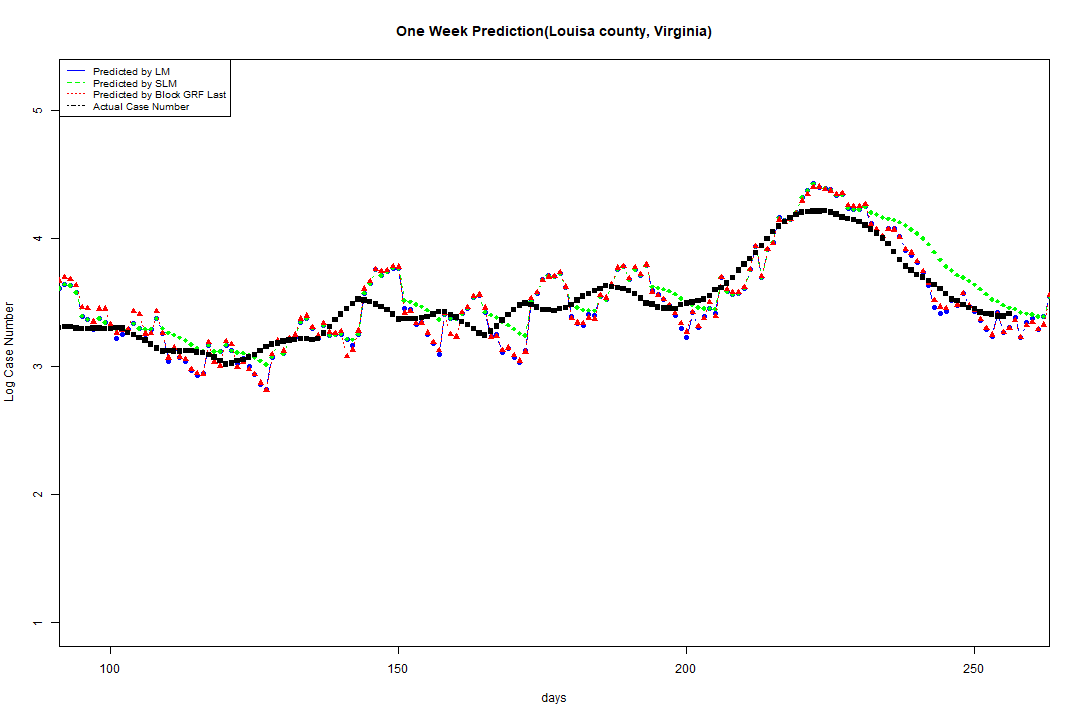 One Week Prediction(Louisa county, Virginia)
Predicted by LM
Predicted by SLM
Predicted by Block GRF Last
Actual Case Number
5
4
3
2
1
Log Case Number
100 150 200 250
days